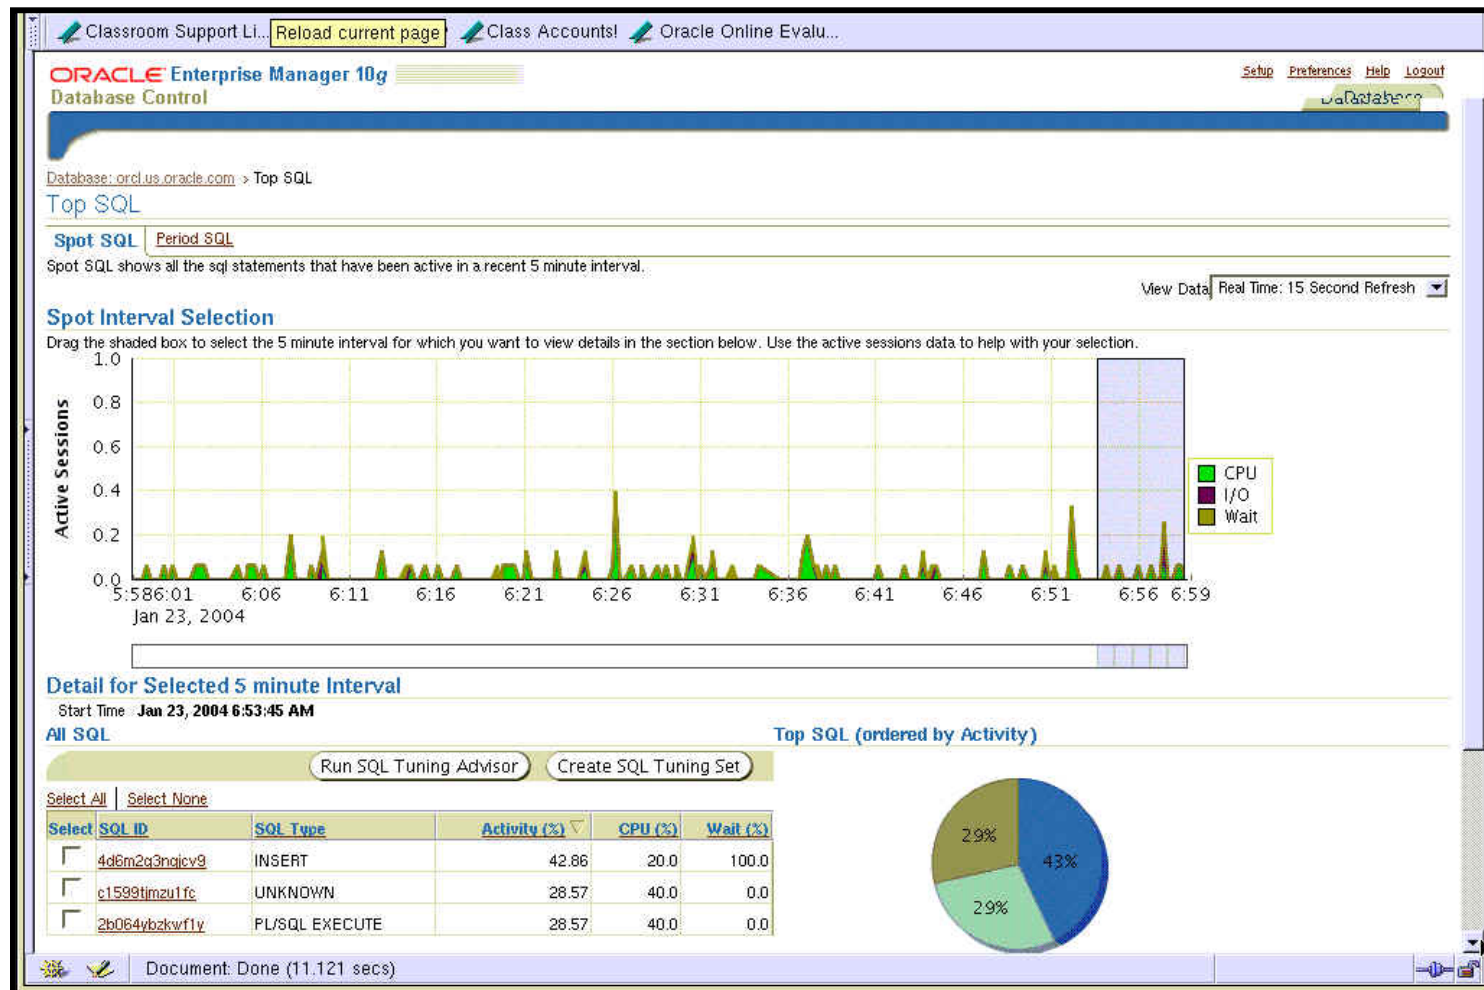 Classroom Support Li... Reload current page Class Accounts! Oracle Online Evalu...
ORACLE Enterprise Manager 10g
Database Control
Setup Preferences Help Logout
Database
Database: orcl.us.oracle.com > Top SQL
Top SQL
Spot SQL Period SQL
Spot SQL shows all the sql statements that have been active in a recent 5 minute interval.
View Data Real Time: 15 Second Refresh
Spot Interval Selection
Drag the shaded box to select the 5 minute interval for which you want to view details in the section below. Use the active sessions data to help with your selection.
Active Sessions
1.0
0.8
0.6
0.4
0.2
0.0
5:58 6:01 6:06 6:11 6:16 6:21 6:26 6:31 6:36 6:41 6:46 6:51 6:56 6:59
Jan 23, 2004
CPU
I/O
Wait
Detail for Selected 5 minute Interval
Start Time Jan 23, 2004 6:53:45 AM
All SQL
Run SQL Tuning Advisor Create SQL Tuning Set
Select All Select None
Select SQL ID SQL Type Activity (%) CPU (%) Wait (%)
INSERT 42.86 20.0 100.0
c1599tjmzu1fc UNKNOWN 28.57 40.0 0.0
2b064ybzkwf1y PL/SQL EXECUTE 28.57 40.0 0.0
Top SQL (ordered by Activity)
29%
43%
29%
Document: Done (11.121 secs)